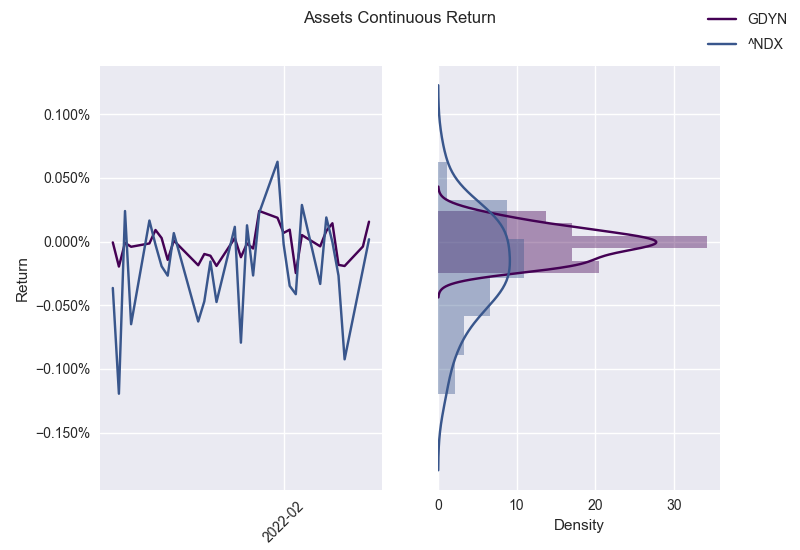 Assets Continuous Return
GDYN
^NDX
Return
0.100%
0.050%
0.000%
−0.050%
−0.100%
−0.150%
2022-02
0
10
20
30
Density